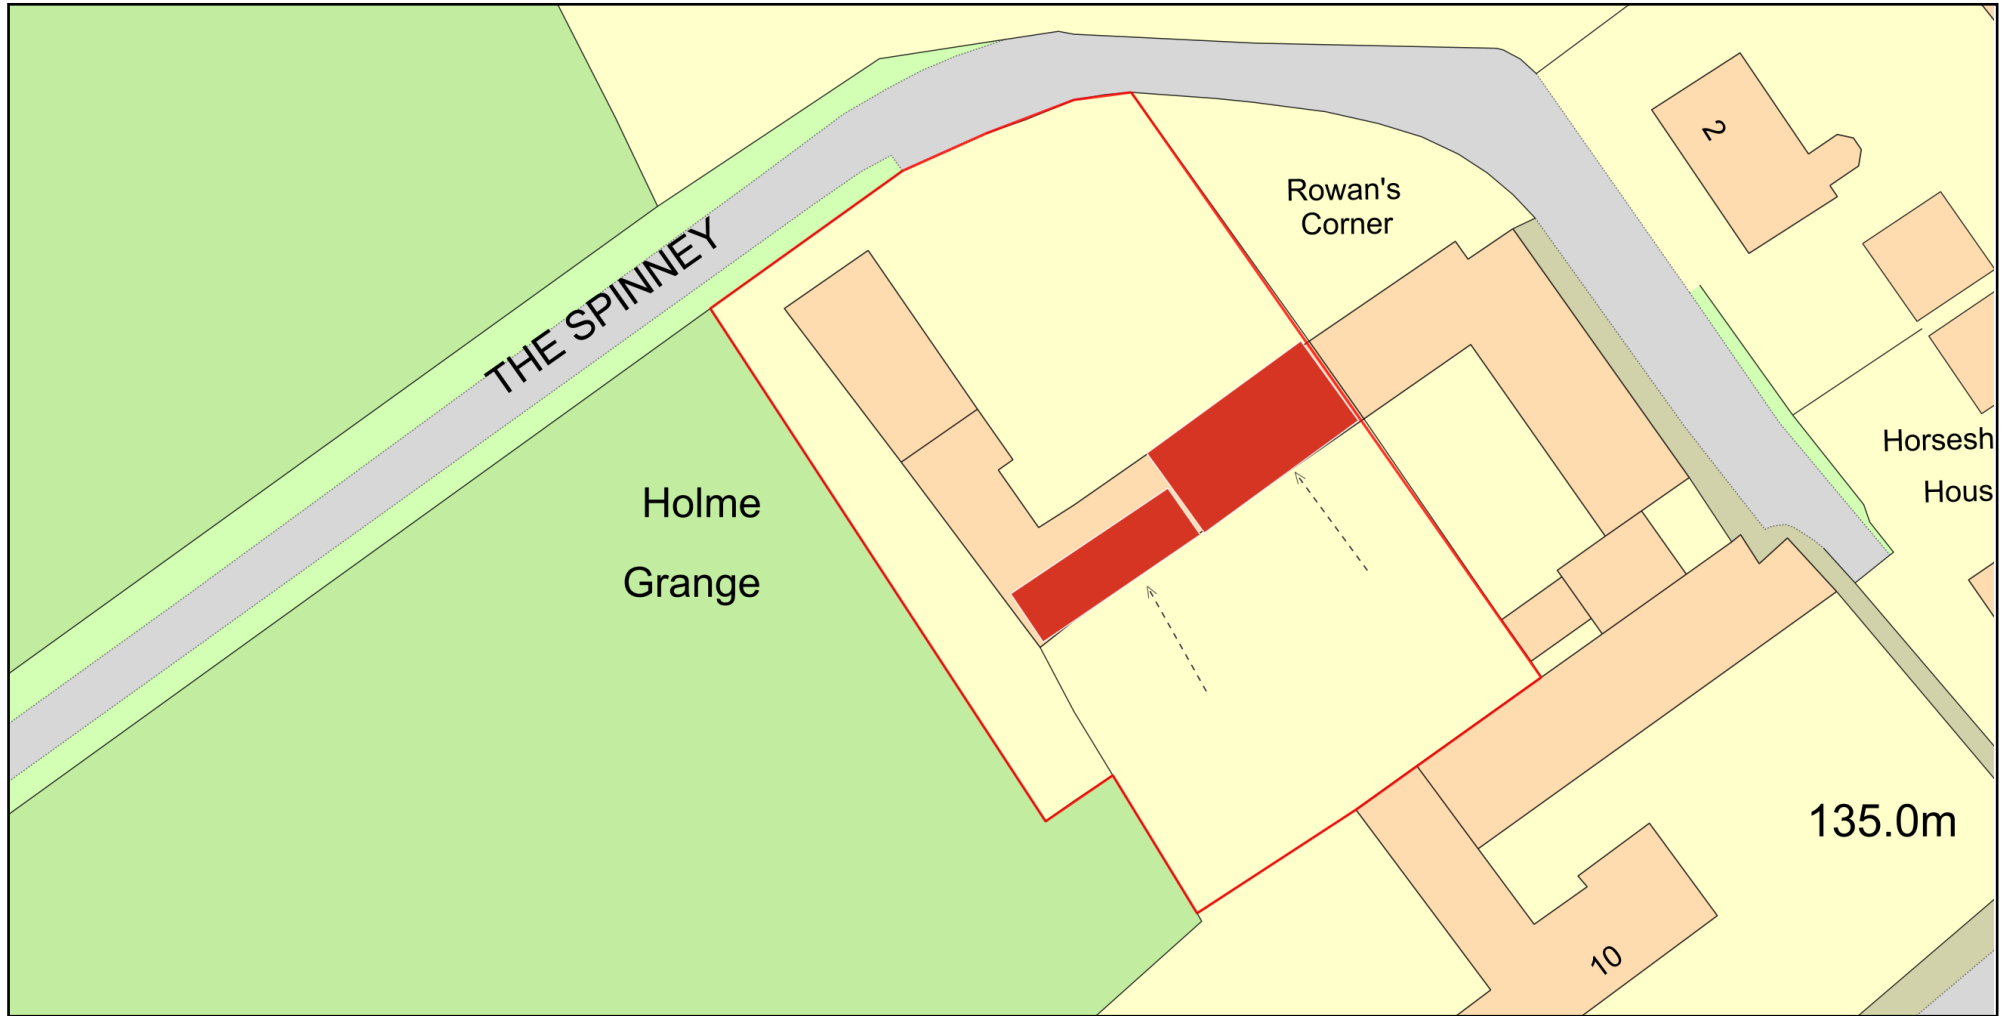 2
Rowan's
Corner
THE SPINNEY
Horsesh
Hous
Holme
Grange
135.0m
10